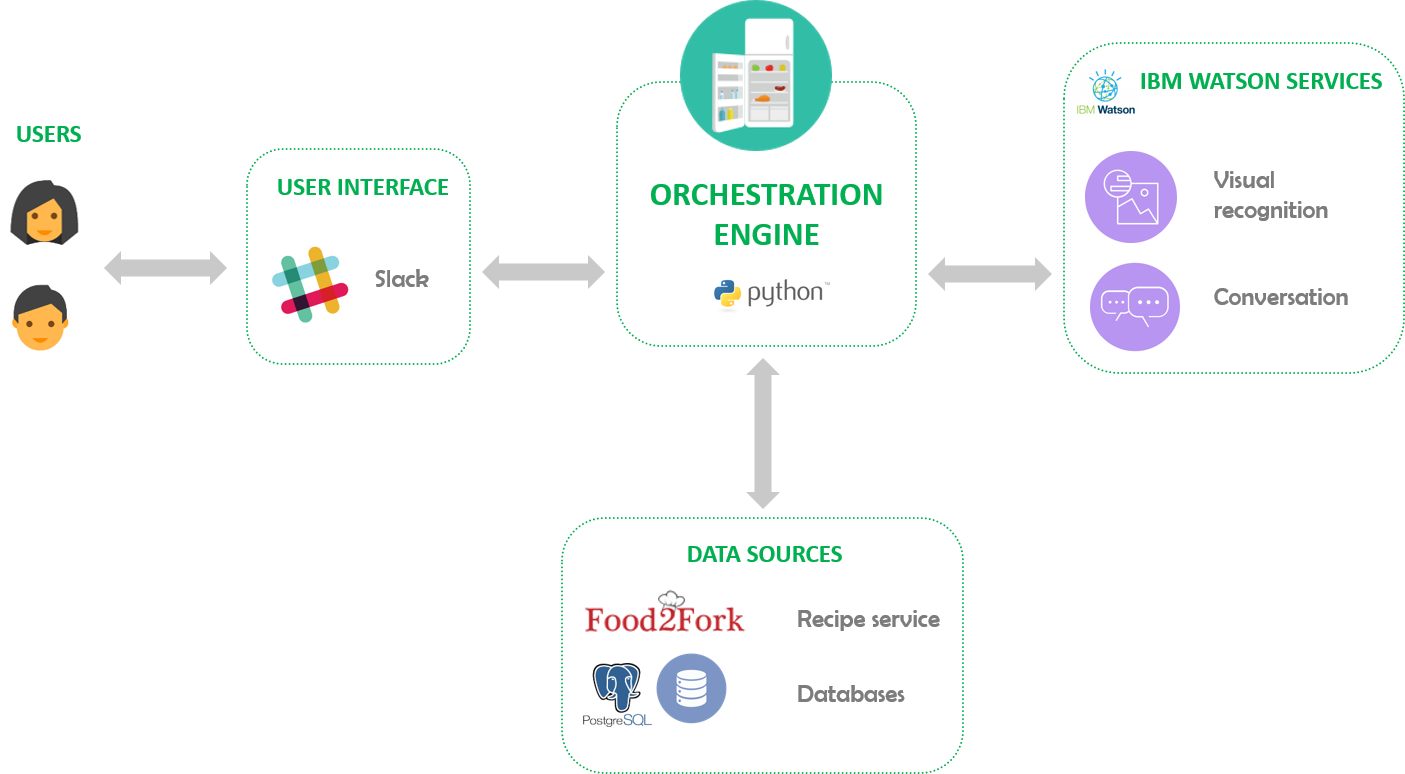 USERS
USER INTERFACE
Slack
ORCHESTRATION
ENGINE
python™
IBM WATSON SERVICES
IBM Watson
Visual
recognition
Conversation
DATA SOURCES
Food2Fork
Recipe service
PostgreSQL
Databases